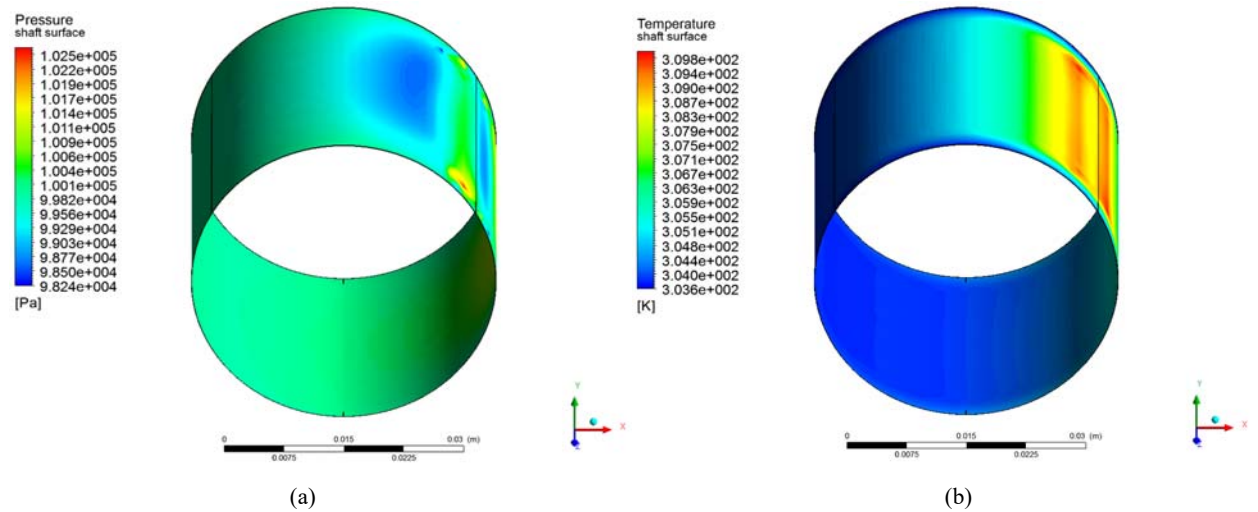 Pressure
shaft surface
1.025e+005
1.022e+005
1.019e+005
1.017e+005
1.014e+005
1.011e+005
1.009e+005
1.006e+005
1.004e+005
1.001e+005
9.982e+004
9.956e+004
9.929e+004
9.903e+004
9.877e+004
9.850e+004
9.824e+004
[Pa]
0 0.015 0.03 (m)
0.0075 0.0225
Y
X
Z
(a)
Temperature
shaft surface
3.098e+002
3.094e+002
3.090e+002
3.087e+002
3.083e+002
3.079e+002
3.075e+002
3.071e+002
3.067e+002
3.063e+002
3.059e+002
3.055e+002
3.051e+002
3.048e+002
3.044e+002
3.040e+002
3.036e+002
[K]
0 0.015 0.03 (m)
0.0075 0.0225
Y
X
Z
(b)